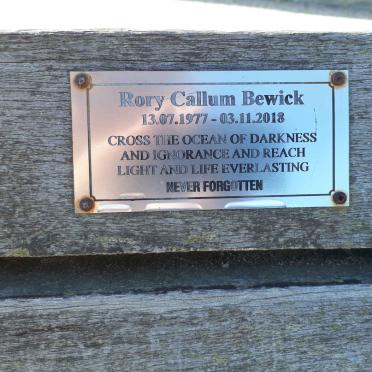 Rory Callum Bewick
13.07.1977 - 03.11.2018
CROSS THE OCEAN OF DARKNESS
AND IGNORANCE AND REACH
LIGHT AND LIFE EVERLASTING
NEVER FORGOTTEN